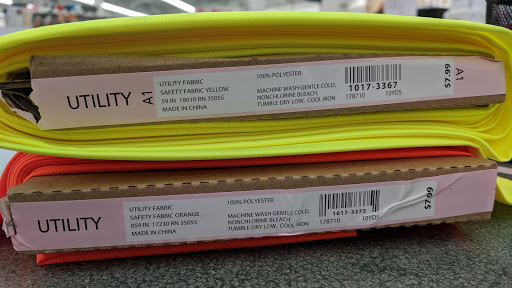 UTILITY
A1
UTILITY FABRIC
SAFETY FABRIC YELLOW
59 IN 18010 RN 35055
MADE IN CHINA
100% POLYESTER
MACHINE WASH GENTLE COLD,
NONCHLORINE BLEACH,
TUMBLE DRY LOW, COOL IRON
1017-3367
178710 10YDS
$7.99
A1
UTILITY
UTILITY FABRIC
SAFETY FABRIC ORANGE
059 IN 17230 RN 35055
MADE IN CHINA
100% POLYESTER
MACHINE WASH GENTLE COLD,
NONCHLORINE BLEACH,
TUMBLE DRY LOW, COOL IRON
1017-3375
178710 10YDS
$7.99